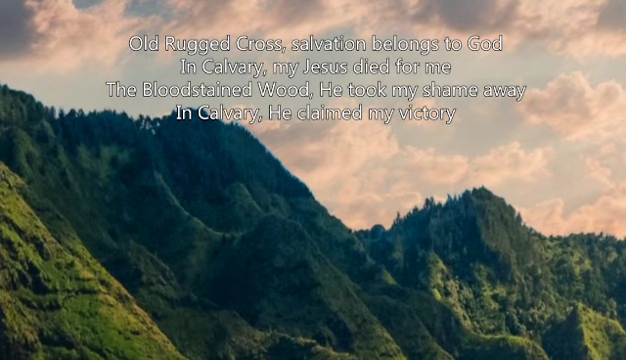 Old Rugged Cross, salvation belongs to God
In Calvary, my Jesus died for me
The Bloodstained Wood, He took my shame away
In Calvary, He claimed my victory